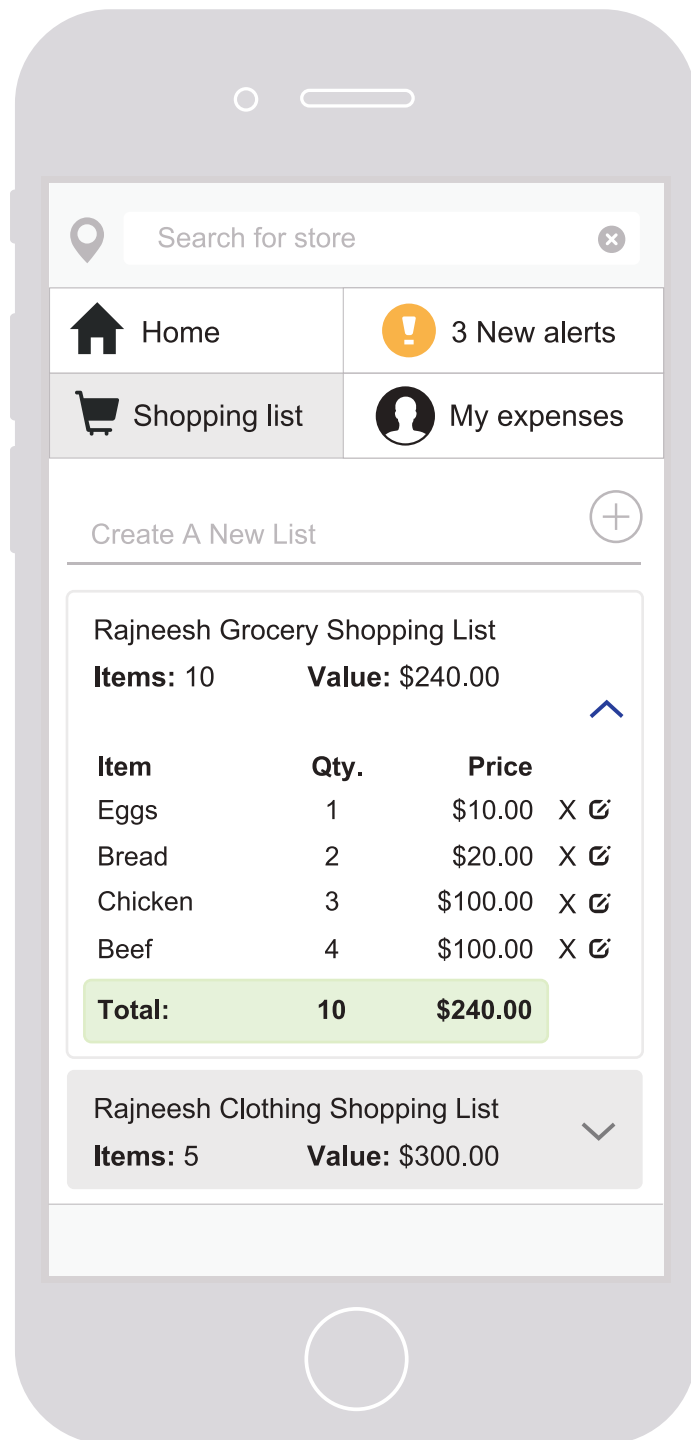 Search for store
Home 3 New alerts
Shopping list My expenses
Create A New List
Rajneesh Grocery Shopping List
Items: 10 Value: $240.00
Item Qty. Price
Eggs 1 $10.00 X
Bread 2 $20.00 X
Chicken 3 $100.00 X
Beef 4 $100.00 X
Total: 10 $240.00
Rajneesh Clothing Shopping List
Items: 5 Value: $300.00